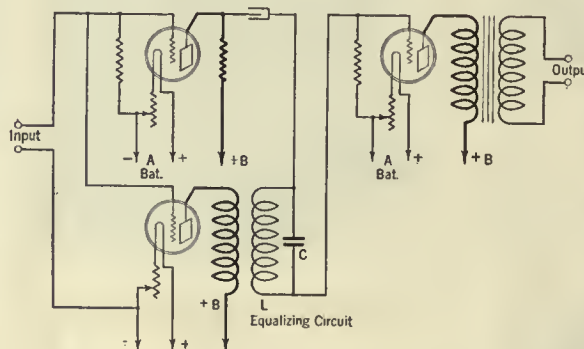 Input
- A +
Bat.
+B
A +
Bat.
+B
Output
+B
L
C
Equalizing Circuit
- +